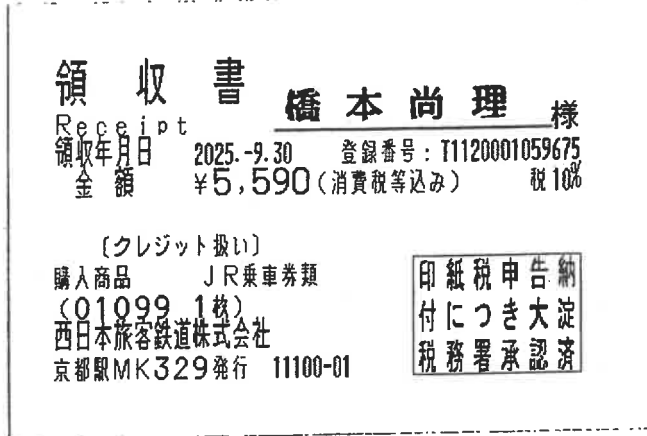 領収書
橋本尚理 様
Receipt
領収年月日 2025.-9.30 登録番号：T1120001059675
金額 ¥5,590(消費税等込み) 税10%
〔クレジット扱い〕
購入商品 JR乗車券類
(01099 1枚)
西日本旅客鉄道株式会社
京都駅MK329発行 11100-01
印紙税申告納
付につき大淀
税務署承認済